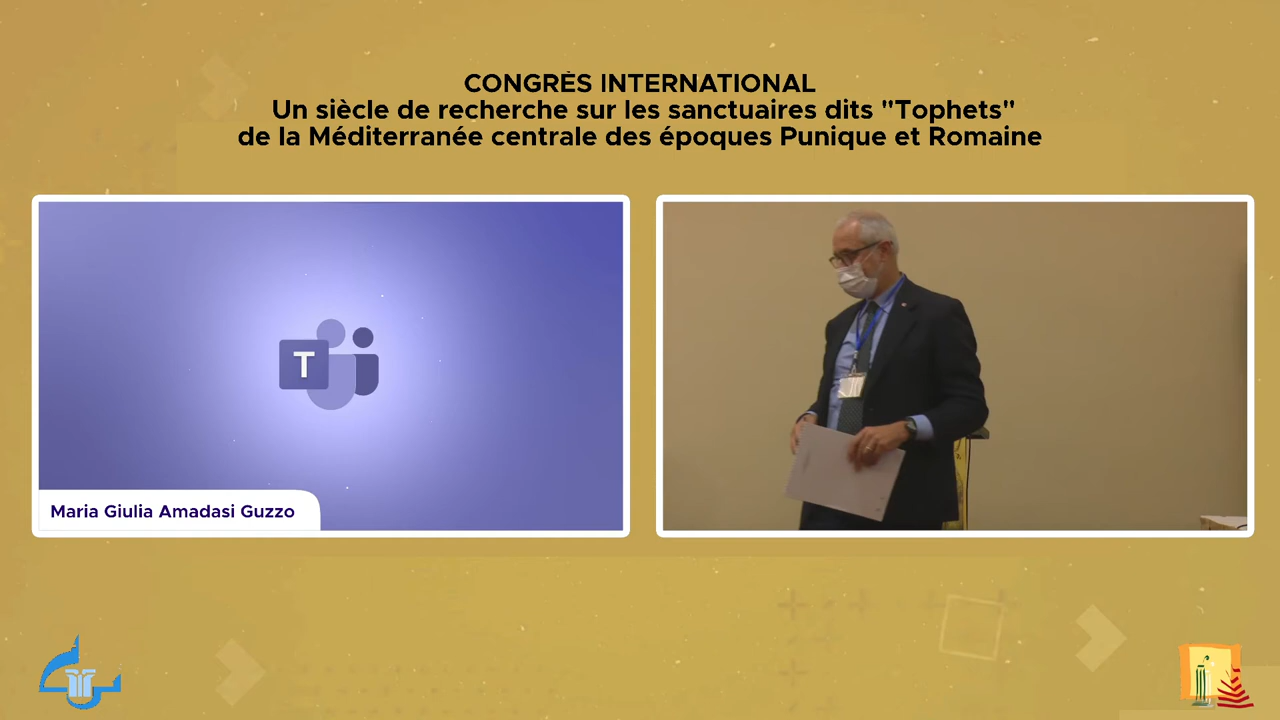 CONGRÈS INTERNATIONAL
Un siècle de recherche sur les sanctuaires dits "Tophets"
de la Méditerranée centrale des époques Punique et Romaine
T
Maria Giulia Amadasi Guzzo